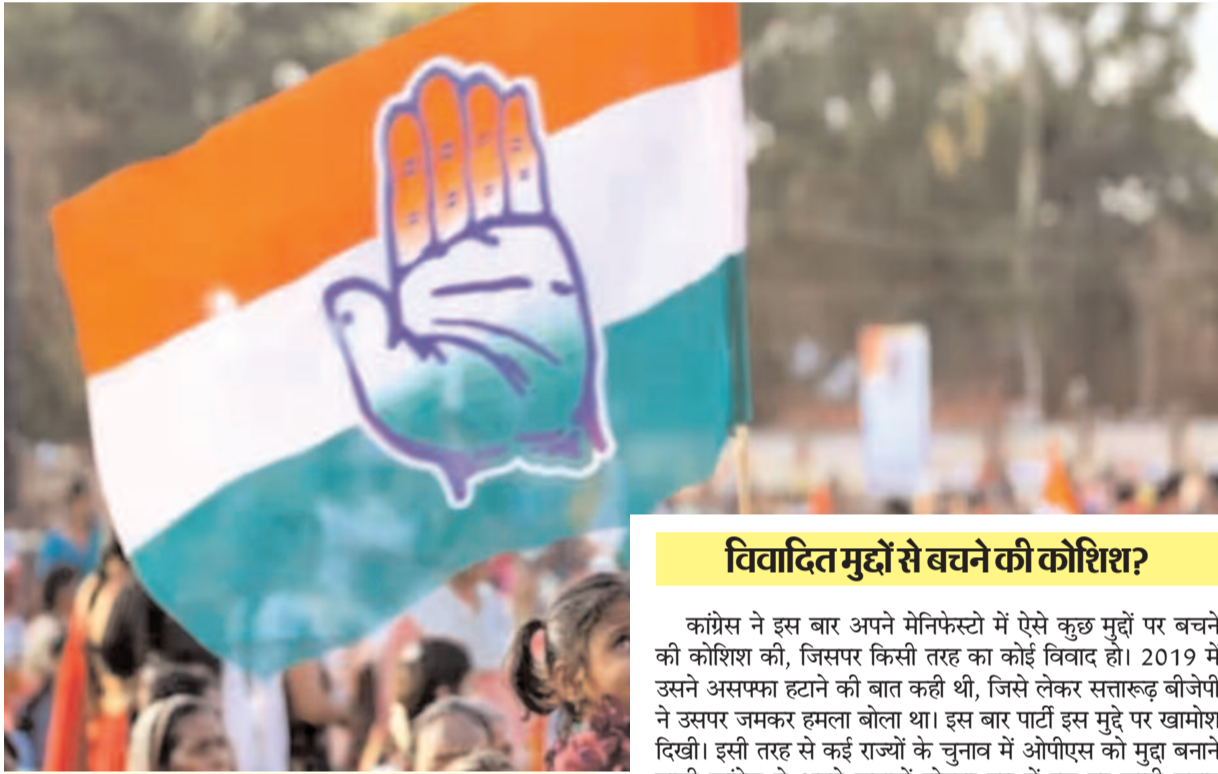 विवादित मुद्दों से बचने की कोशिश?
कांग्रेस ने इस बार अपने मेनिफेस्टो में ऐसे कुछ मुद्दों पर बचने
की कोशिश की, जिसपर किसी तरह का कोई विवाद हो। 2019 मे
उसने असफ्फा हटाने की बात कही थी, जिसे लेकर सत्तारूढ़ बीजेपी
ने उसपर जमकर हमला बोला था। इस बार पार्टी इस मुद्दे पर खामोश
दिखी। इसी तरह से कई राज्यों के चुनाव में ओपीएस को मुद्दा बनाने